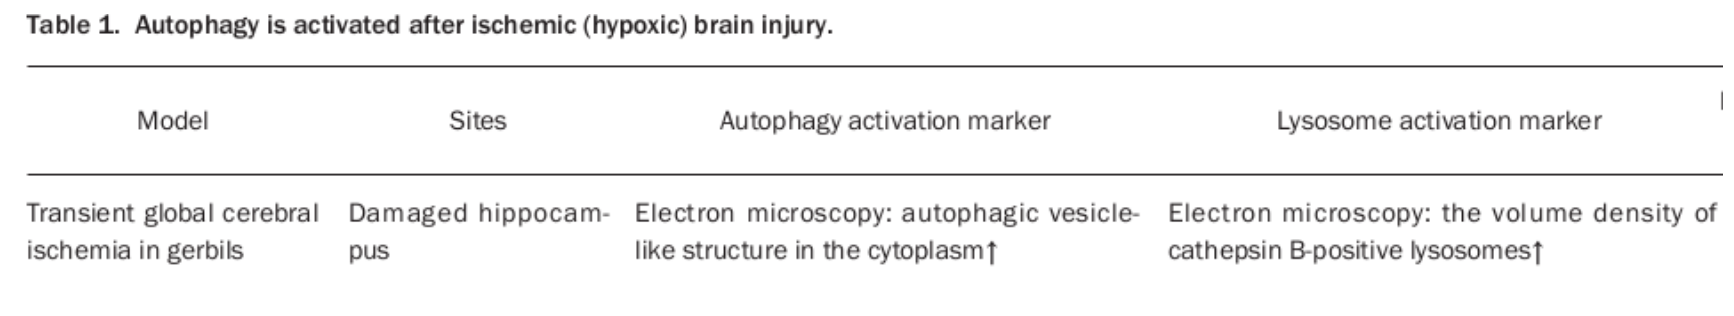 Table 1. Autophagy is activated after ischemic (hypoxic) brain injury.
Model Sites Autophagy activation marker Lysosome activation marker
Transient global cerebral Damaged hippocam- Electron microscopy: autophagic vesicle- Electron microscopy: the volume density of
ischemia in gerbils pus like structure in the cytoplasm↑ cathepsin B-positive lysosomes↑